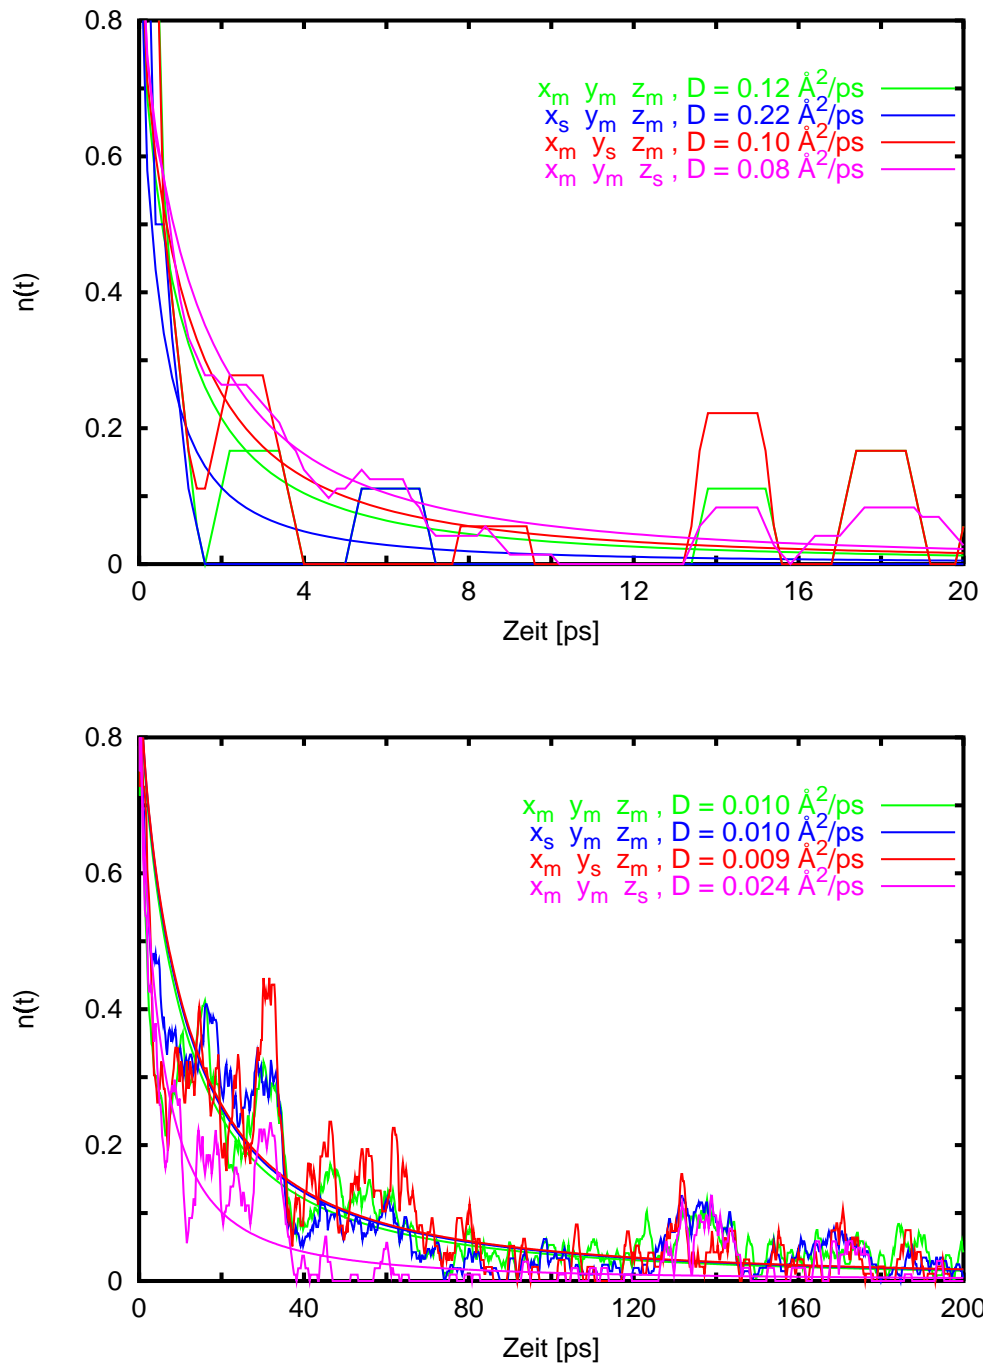 0.8
0.6
0.4
0.2
0
n(t)
x_m y_m z_m , D = 0.12 Å²/ps
x_s y_m z_m , D = 0.22 Å²/ps
x_m y_s z_m , D = 0.10 Å²/ps
x_m y_m z_s , D = 0.08 Å²/ps
0 4 8 12 16 20
Zeit [ps]
0.8
0.6
0.4
0.2
0
n(t)
x_m y_m z_m , D = 0.010 Å²/ps
x_s y_m z_m , D = 0.010 Å²/ps
x_m y_s z_m , D = 0.009 Å²/ps
x_m y_m z_s , D = 0.024 Å²/ps
0 40 80 120 160 200
Zeit [ps]